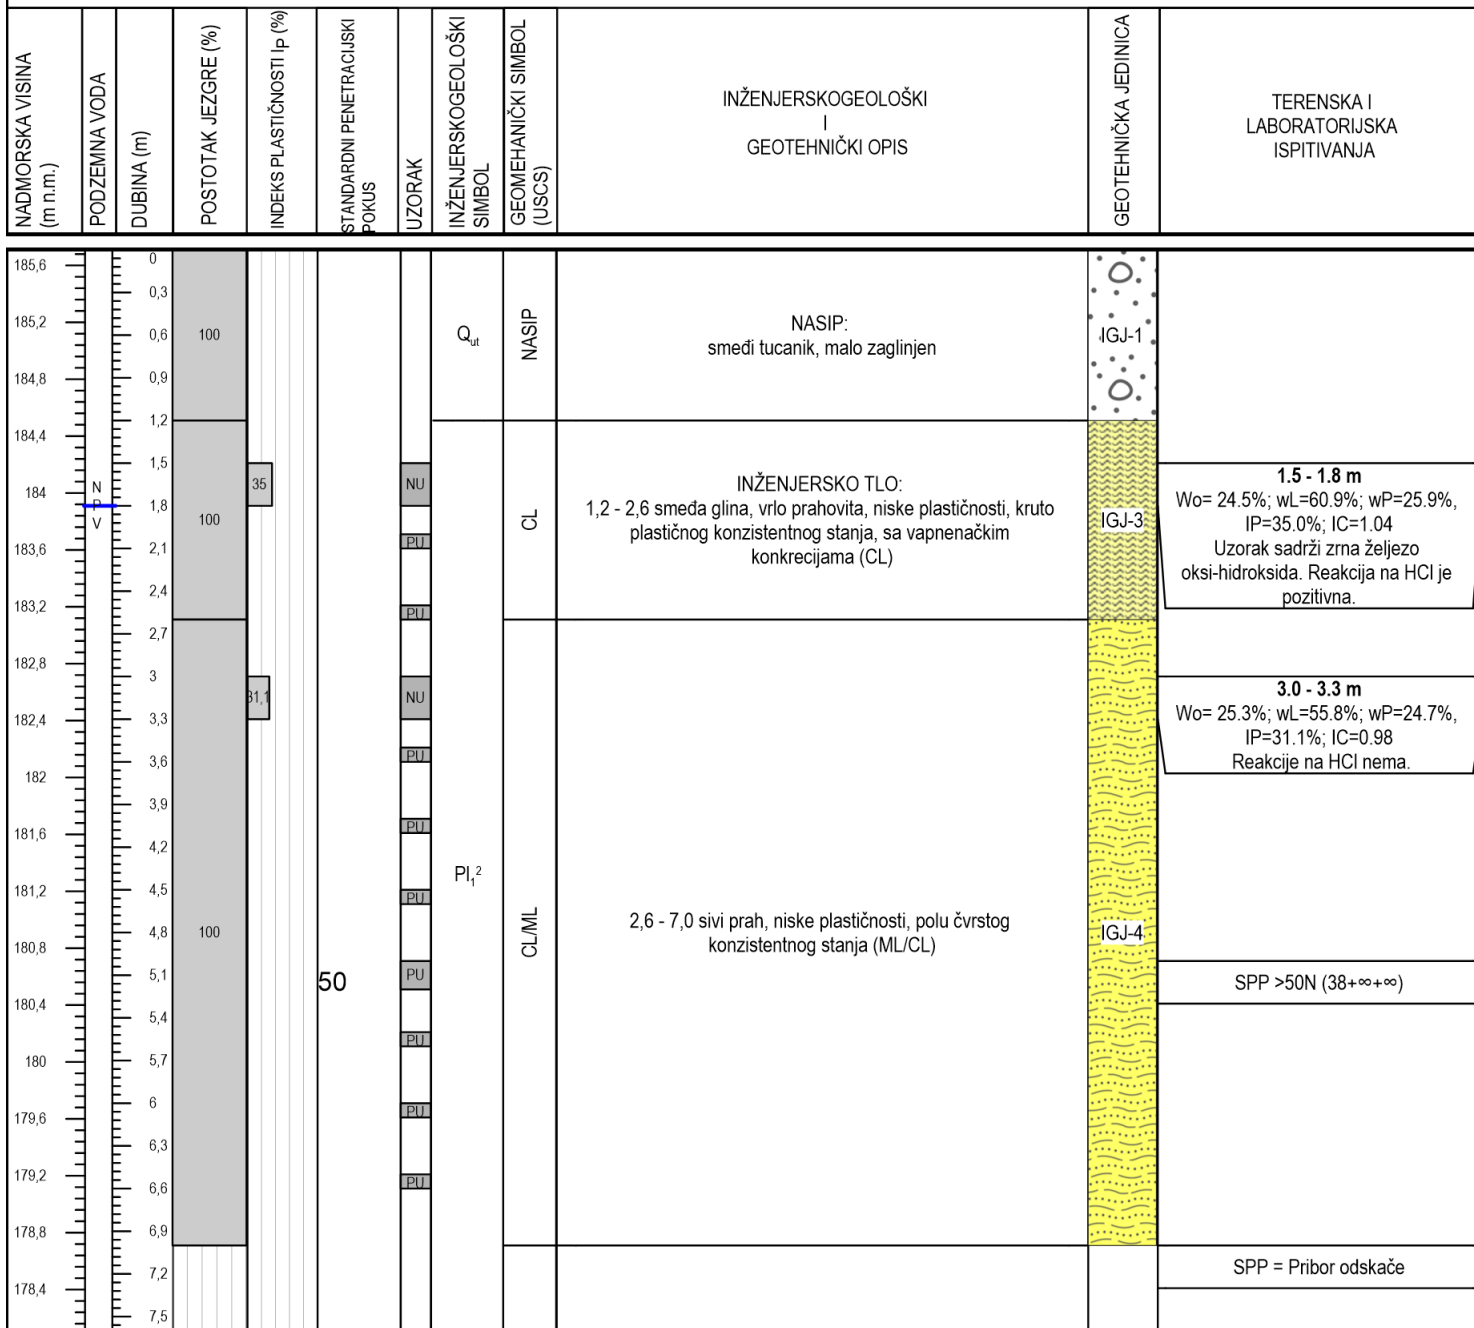 NADMORSKA VISINA
(m n.m.)
PODZEMNA VODA
DUBINA (m)
POSTOTAK JEZGRE (%)
INDEKS PLASTIČNOSTI Ip (%)
STANDARDNI PENETRACIJSKI
POKUS
UZORAK
INŽENJERSKOGEOLOŠKI
SIMBOL
GEOMEHANIČKI SIMBOL
(USCS)
INŽENJERSKOGEOLOŠKI
I
GEOTEHNIČKI OPIS
GEOTEHNIČKA JEDINICA
TERENSKA I
LABORATORIJSKA
ISPITIVANJA
185,6
185,2
184,8
184,4
184
183,6
183,2
182,8
182,4
182
181,6
181,2
180,8
180,4
180
179,6
179,2
178,8
178,4
N
P
V
0
0,3
0,6
0,9
1,2
1,5
1,8
2,1
2,4
2,7
3
3,3
3,6
3,9
4,2
4,5
4,8
5,1
5,4
5,7
6
6,3
6,6
6,9
7,2
7,5
100
100
100
35
31,1
50
NU
PU
PU
NU
PU
PU
PU
PU
PU
PU
PU
Qut
Pl₁²
NASIP
CL
CL/ML
NASIP:
smeđi tucanik, malo zaglinjen
INŽENJERSKO TLO:
1,2 - 2,6 smeđa glina, vrlo prahovita, niske plastičnosti, kruto
plastičnog konzistentnog stanja, sa vapnenačkim
konkrecijama (CL)
2,6 - 7,0 sivi prah, niske plastičnosti, polu čvrstog
konzistentnog stanja (ML/CL)
IGJ-1
IGJ-3
IGJ-4
1.5 - 1.8 m
Wo= 24.5%; wL=60.9%; wP=25.9%,
IP=35.0%; IC=1.04
Uzorak sadrži zrna željezo
oksi-hidroksida. Reakcija na HCl je
pozitivna.
3.0 - 3.3 m
Wo= 25.3%; wL=55.8%; wP=24.7%,
IP=31.1%; IC=0.98
Reakcije na HCl nema.
SPP >50N (38+∞+∞)
SPP = Pribor odskače